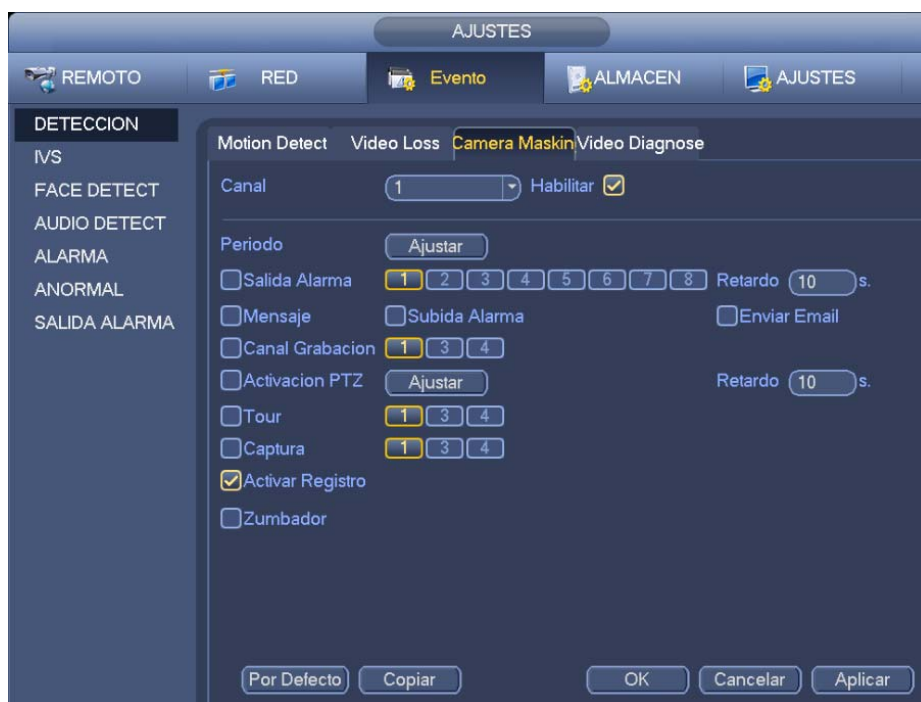 AJUSTES
REMOTO RED Evento ALMACEN AJUSTES
DETECCION
IVS
FACE DETECT
AUDIO DETECT
ALARMA
ANORMAL
SALIDA ALARMA
Motion Detect Video Loss Camera Maskin Video Diagnose
Canal 1 Habilitar
Periodo Ajustar
Salida Alarma 1 2 3 4 5 6 7 8 Retardo 10 s.
Mensaje Subida Alarma Enviar Email
Canal Grabacion 1 3 4
Activacion PTZ Ajustar Retardo 10 s.
Tour 1 3 4
Captura 1 3 4
Activar Registro
Zumbador
Por Defecto Copiar OK Cancelar Aplicar